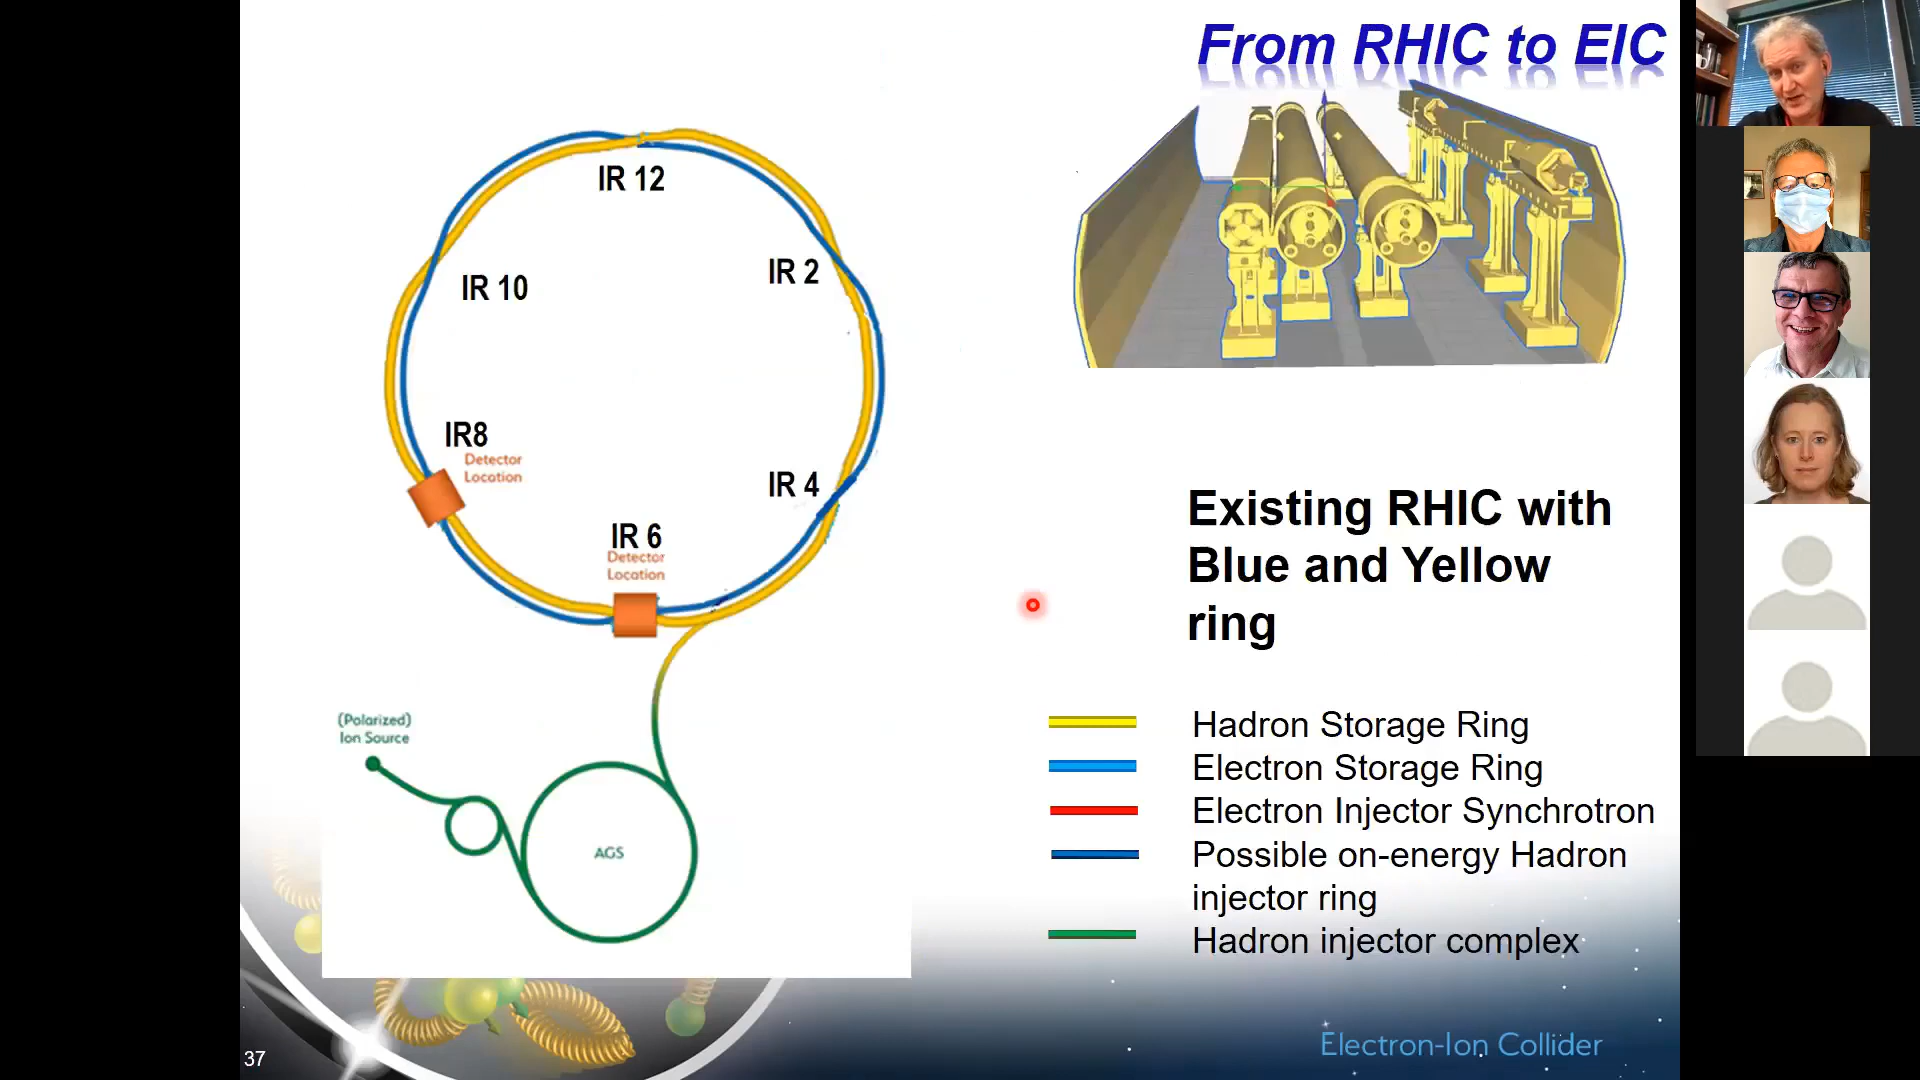 From RHIC to EIC
IR 12
IR 2
IR 10
IR8
Detector
Location
IR 4
IR 6
Detector
Location
Existing RHIC with
Blue and Yellow
ring
(Polarized)
Ion Source
AGS
Hadron Storage Ring
Electron Storage Ring
Electron Injector Synchrotron
Possible on-energy Hadron
injector ring
Hadron injector complex
Electron-Ion Collider
37